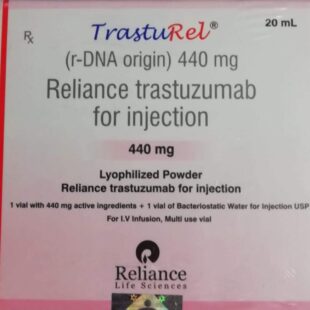 TrastuRel®
20 mL
Rx
(r-DNA origin) 440 mg
Reliance trastuzumab
for injection
440 mg
Lyophilized Powder
Reliance trastuzumab for injection
1 vial with 440 mg active ingredients + 1 vial of Bacteriostatic Water for Injection USP
For I.V Infusion, Multi use vial
Reliance
Life Sciences